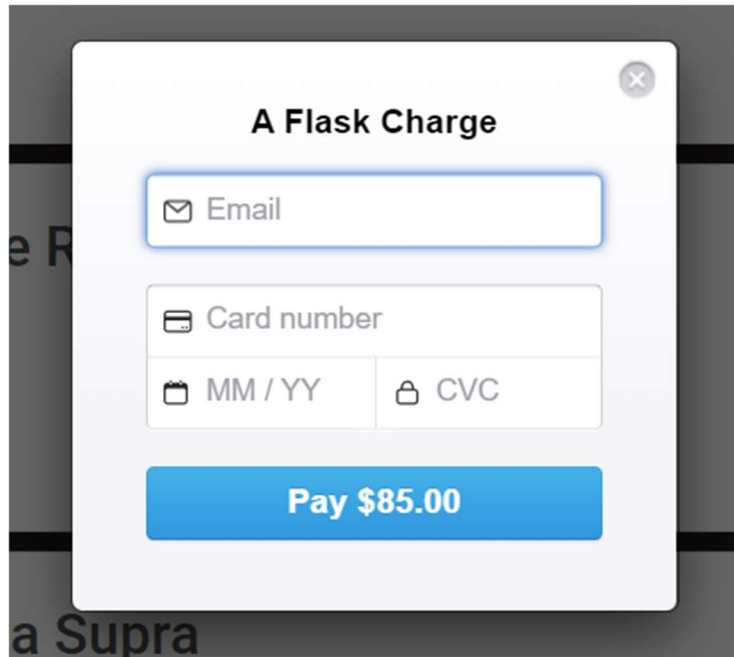 A Flask Charge
Email
e R
Card number
MM / YY CVC
Pay $85.00
a Supra